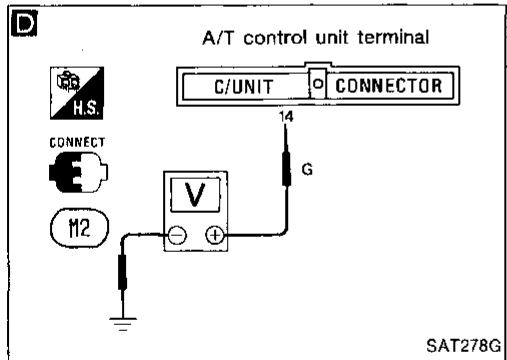 D
A/T control unit terminal
C/UNIT CONNECTOR
H.S.
14
CONNECT
G
V
M2
SAT278G